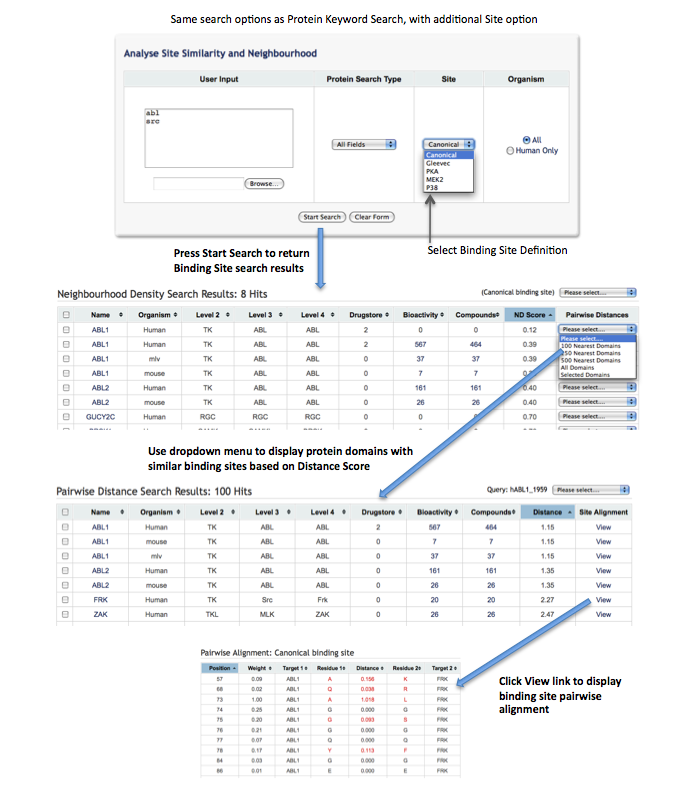 Same search options as Protein Keyword Search, with additional Site option
Analyse Site Similarity and Neighbourhood
User Input Protein Search Type Site Organism
abl
src
All Fields
Canonical
Canonical
Gleevec
PKA
MEK2
P38
All
Human Only
Browse...
Start Search Clear Form
Press Start Search to return
Binding Site search results
Select Binding Site Definition
Neighbourhood Density Search Results: 8 Hits (Canonical binding site) Please select...
Name Organism Level 2 Level 3 Level 4 Drugstore Bioactivity Compounds ND Score Pairwise Distances
ABL1 Human TK ABL ABL 2 0 0 0.12 Please select...
ABL1 Human TK ABL ABL 2 567 464 0.39
ABL1 mlv TK ABL ABL 0 37 37 0.39
ABL1 mouse TK ABL ABL 0 7 7
ABL2 Human TK ABL ABL 0 161 161 0.40 Please select...
ABL2 mouse TK ABL ABL 0 26 26 0.40 Please select...
GUCY2C Human RGC RGC RGC 0 0 0.70 Please select...
Please select...
100 Nearest Domains
250 Nearest Domains
500 Nearest Domains
All Domains
Selected Domains
Use dropdown menu to display protein domains with
similar binding sites based on Distance Score
Pairwise Distance Search Results: 100 Hits Query: hABL1_1959 Please select...
Name Organism Level 2 Level 3 Level 4 Drugstore Bioactivity Compounds Distance Site Alignment
ABL1 Human TK ABL ABL 2 567 464 1.15 View
ABL1 mouse TK ABL ABL 0 7 7 1.15 View
ABL1 mlv TK ABL ABL 0 37 37 1.15 View
ABL2 Human TK ABL ABL 0 161 161 1.35 View
ABL2 mouse TK ABL ABL 0 26 26 1.35 View
FRK Human TK Src Frk 0 20 20 2.27 View
ZAK Human TKL MLK ZAK 0 26 26 2.47 View
Pairwise Alignment: Canonical binding site
Position Weight Target 1 Residue 1 Distance Residue 2 Target 2
57 0.09 ABL1 A 0.156 K FRK
68 0.02 ABL1 Q 0.038 R FRK
73 1.00 ABL1 A 1.018 L FRK
74 0.25 ABL1 G 0.000 G FRK
75 0.20 ABL1 G 0.093 S FRK
76 0.21 ABL1 G 0.000 G FRK
77 0.07 ABL1 Q 0.000 Q FRK
78 0.17 ABL1 Y 0.113 F FRK
84 0.03 ABL1 G 0.000 G FRK
86 0.01 ABL1 E 0.000 E FRK
Click View link to display
binding site pairwise
alignment